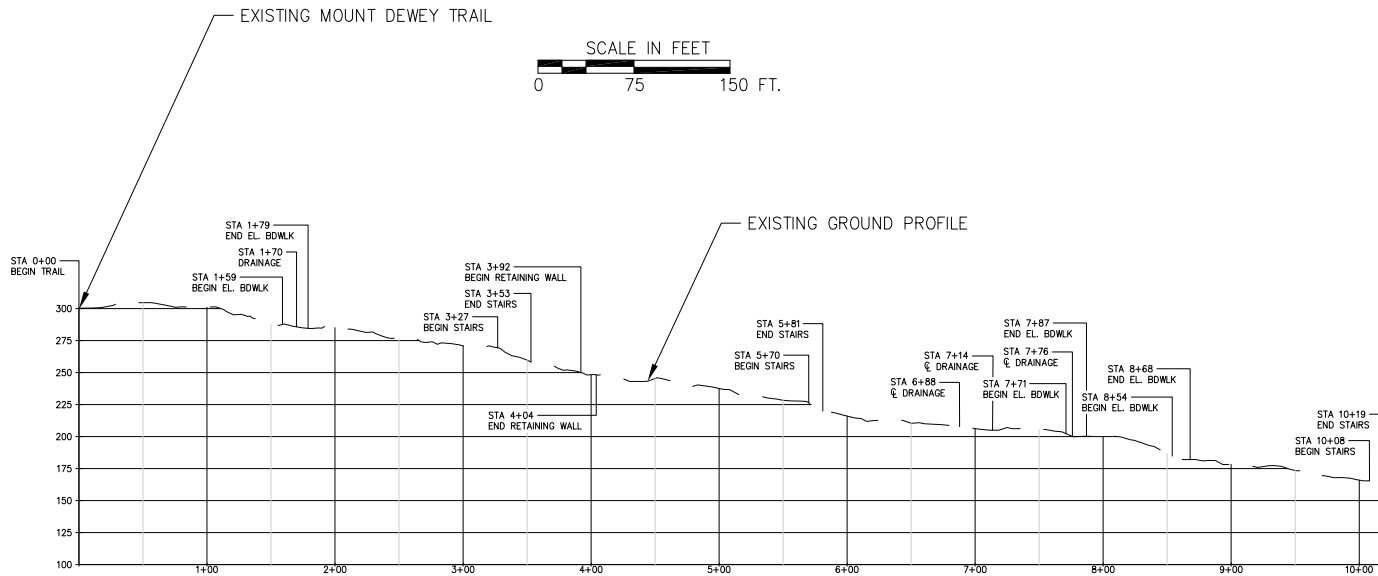 EXISTING MOUNT DEWEY TRAIL
SCALE IN FEET
0 75 150 FT.
EXISTING GROUND PROFILE
STA 0+00
BEGIN TRAIL
STA 1+59
BEGIN EL. BDWLK
STA 1+70
DRAINAGE
STA 1+79
END EL. BDWLK
STA 3+27
BEGIN STAIRS
STA 3+53
END STAIRS
STA 3+92
BEGIN RETAINING WALL
STA 4+04
END RETAINING WALL
STA 5+70
BEGIN STAIRS
STA 5+81
END STAIRS
STA 6+88
℄ DRAINAGE
STA 7+14
℄ DRAINAGE
STA 7+71
BEGIN EL. BDWLK
STA 7+76
℄ DRAINAGE
STA 7+87
END EL. BDWLK
STA 8+54
BEGIN EL. BDWLK
STA 8+68
END EL. BDWLK
STA 10+08
BEGIN STAIRS
STA 10+19
END STAIRS
300
275
250
225
200
175
150
125
100
1+00 2+00 3+00 4+00 5+00 6+00 7+00 8+00 9+00 10+00